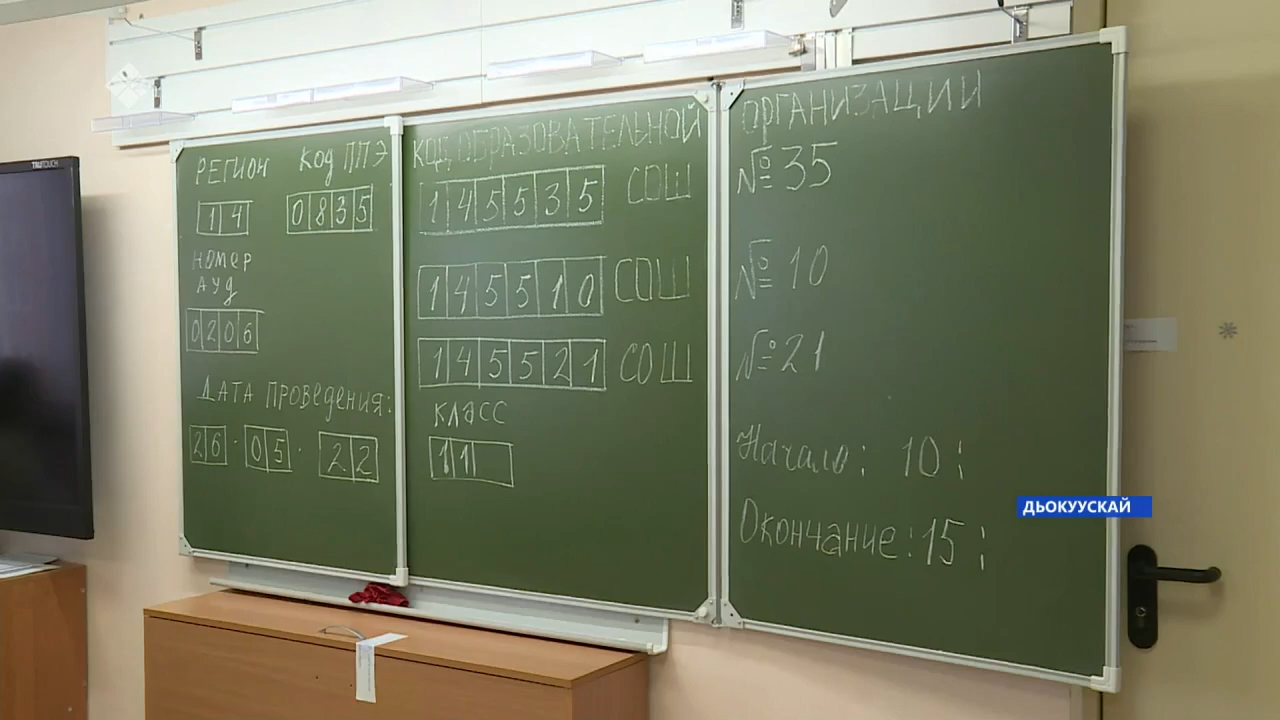 TRUTOUCH
РЕГИОН КОД ППЭ
14 0835
НОМЕР
АУД
0206
ДАТА ПРОВЕДЕНИЯ:
26.05.22
КОД ОБРАЗОВАТЕЛЬНОЙ ОРГАНИЗАЦИИ
145535 СОШ №35
145510 СОШ №10
145521 СОШ №21
КЛАСС
11
Начало: 10:
Окончание: 15:
ДЬОКУУСКАЙ